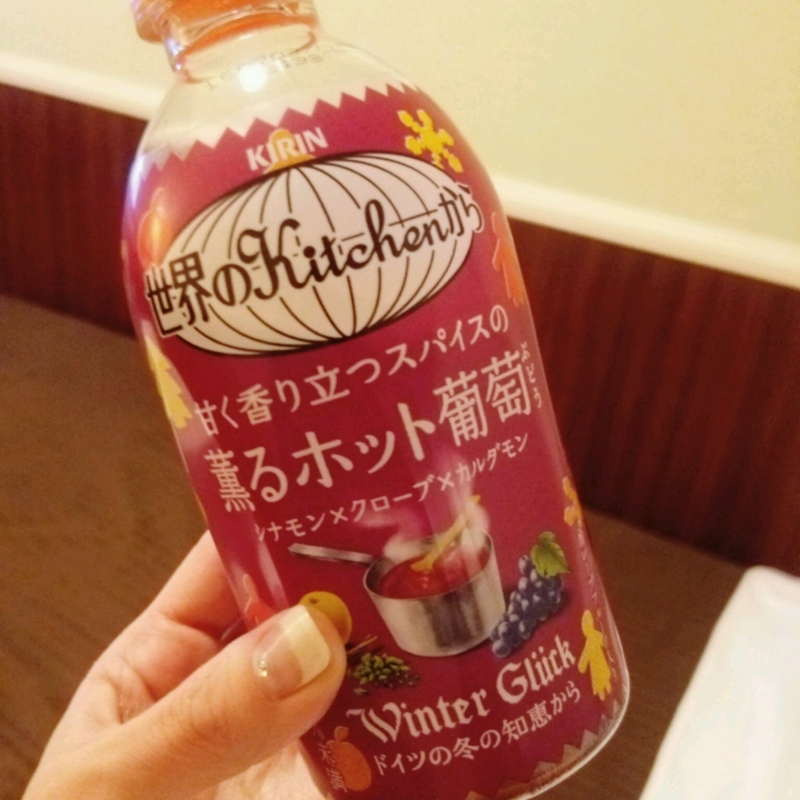 KIRIN
世界のKitchenから
甘く香り立つスパイスの
薫るホット葡萄
ぶどう
シナモン×クローブ×カルダモン
Winter Glück
ドイツの冬の知恵から